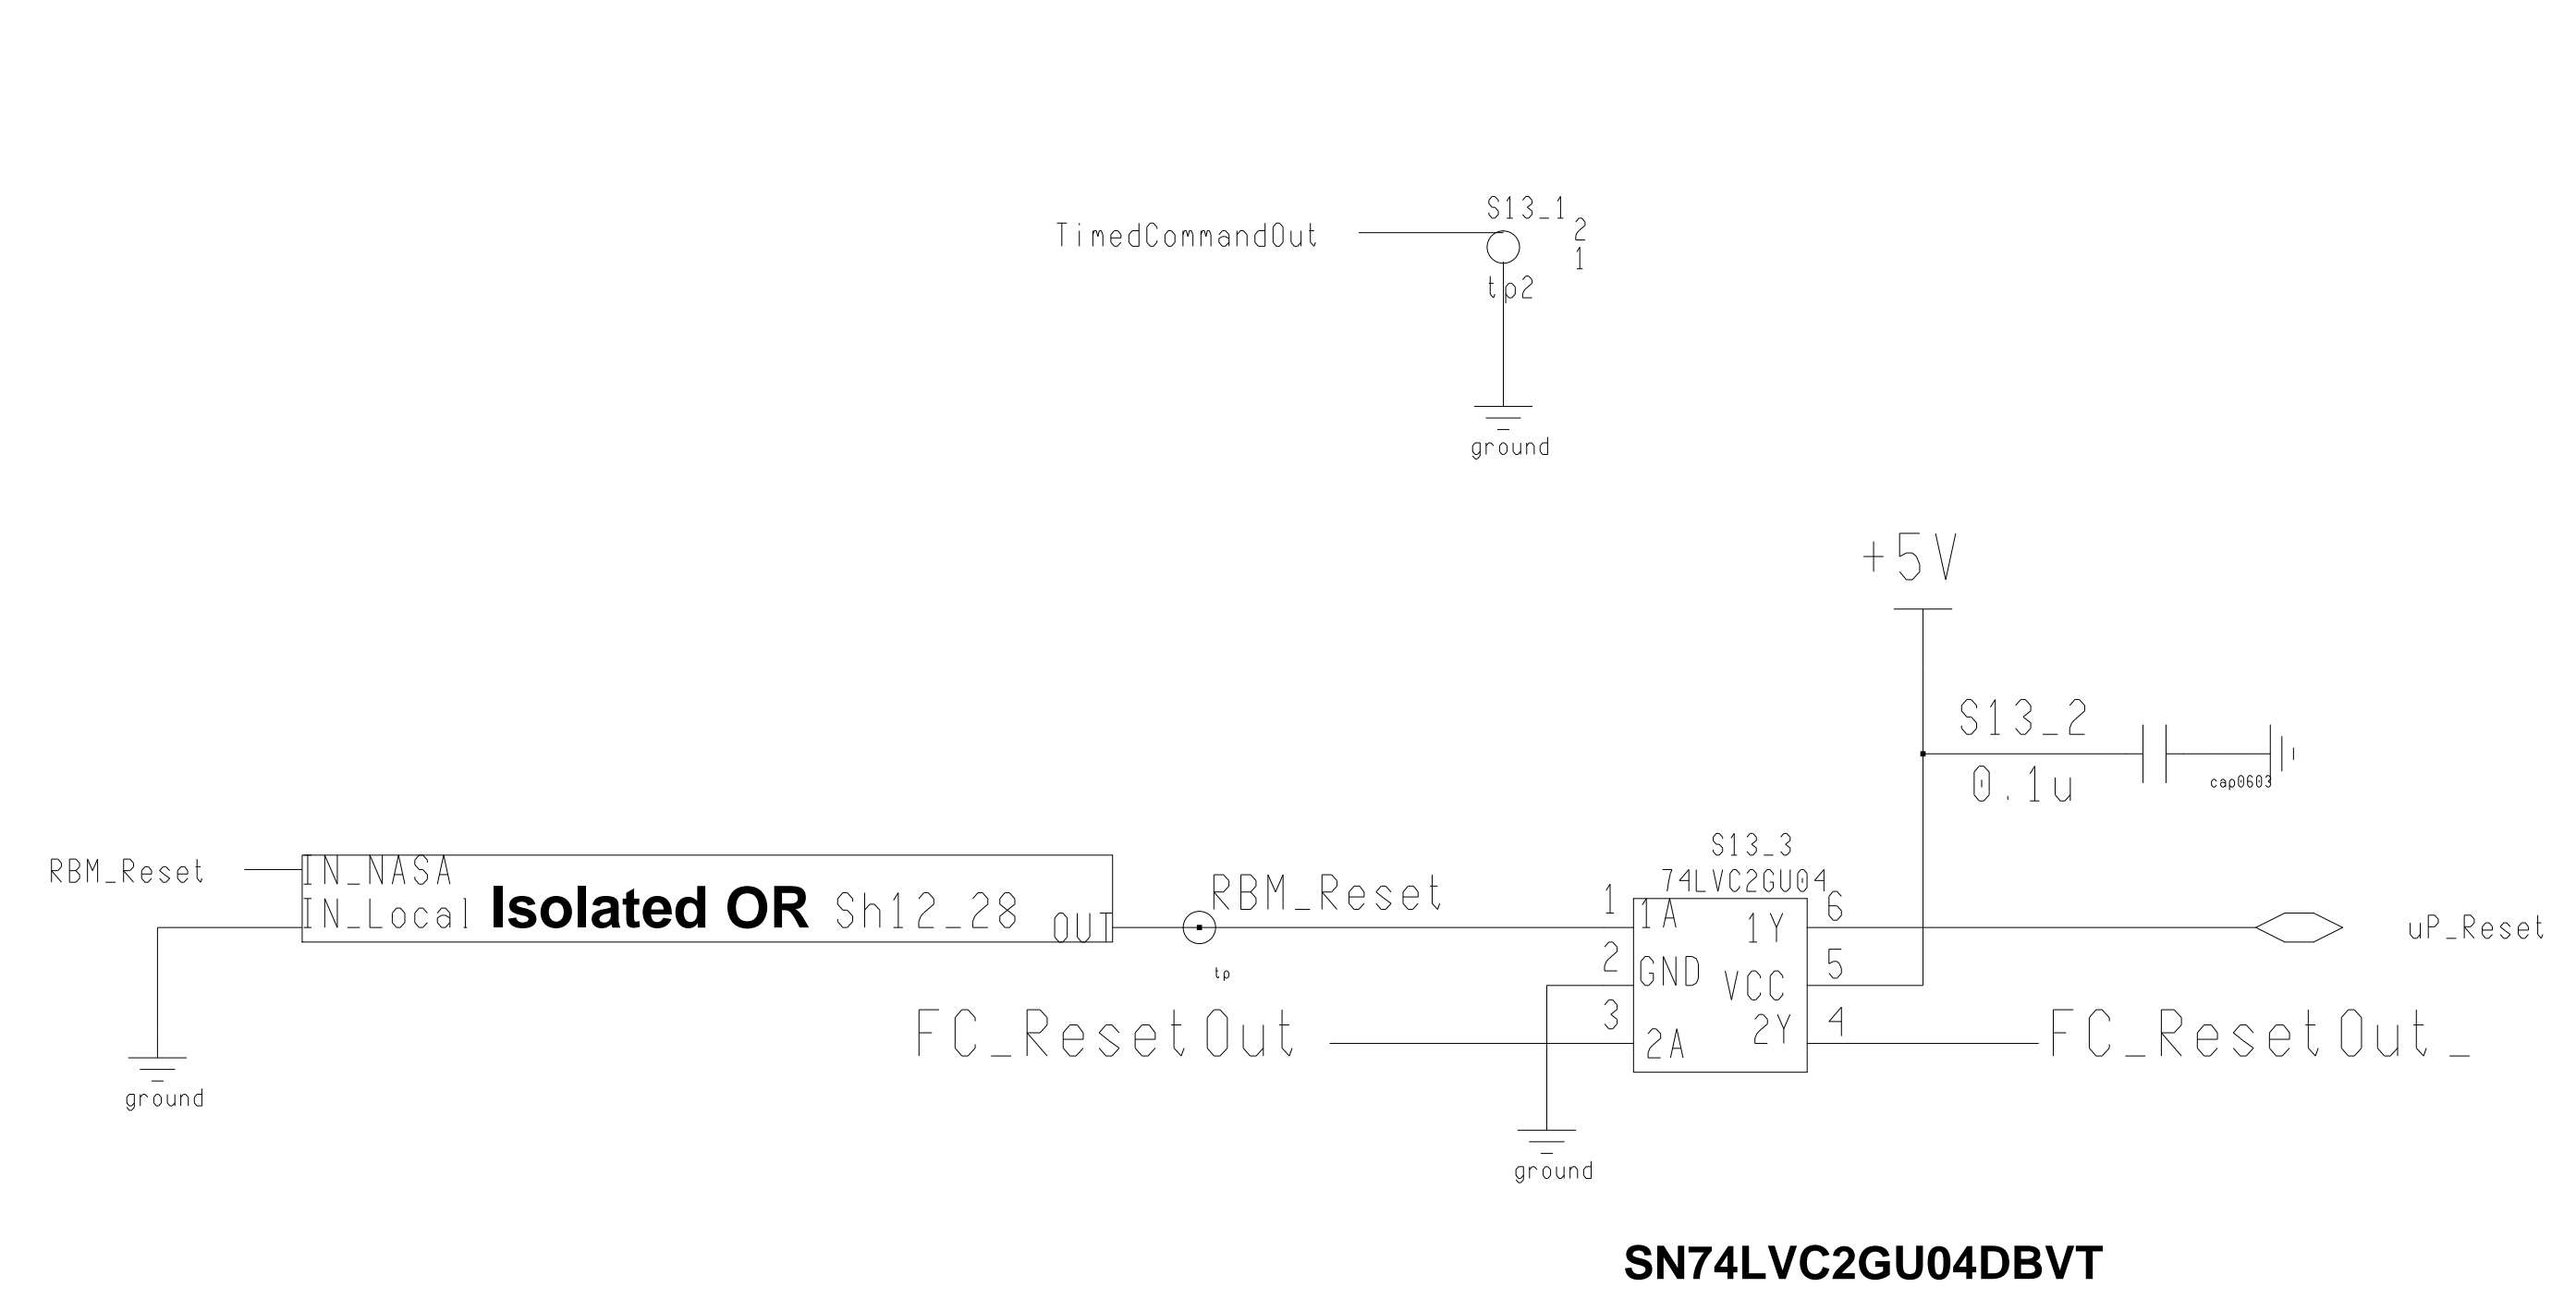 S13_1
TimedCommandOut
2
1
tp2
ground
+5V
S13_2
0.1u
cap0603
S13_3
74LVC2GU04
RBM_Reset
IN_NASA
IN_Local
Isolated OR
Sh12_28
OUT
RBM_Reset
tp
1
1A
1Y
6
uP_Reset
2
GND
VCC
5
FC_ResetOut
3
2A
2Y
4
FC_ResetOut_
ground
ground
SN74LVC2GU04DBVT